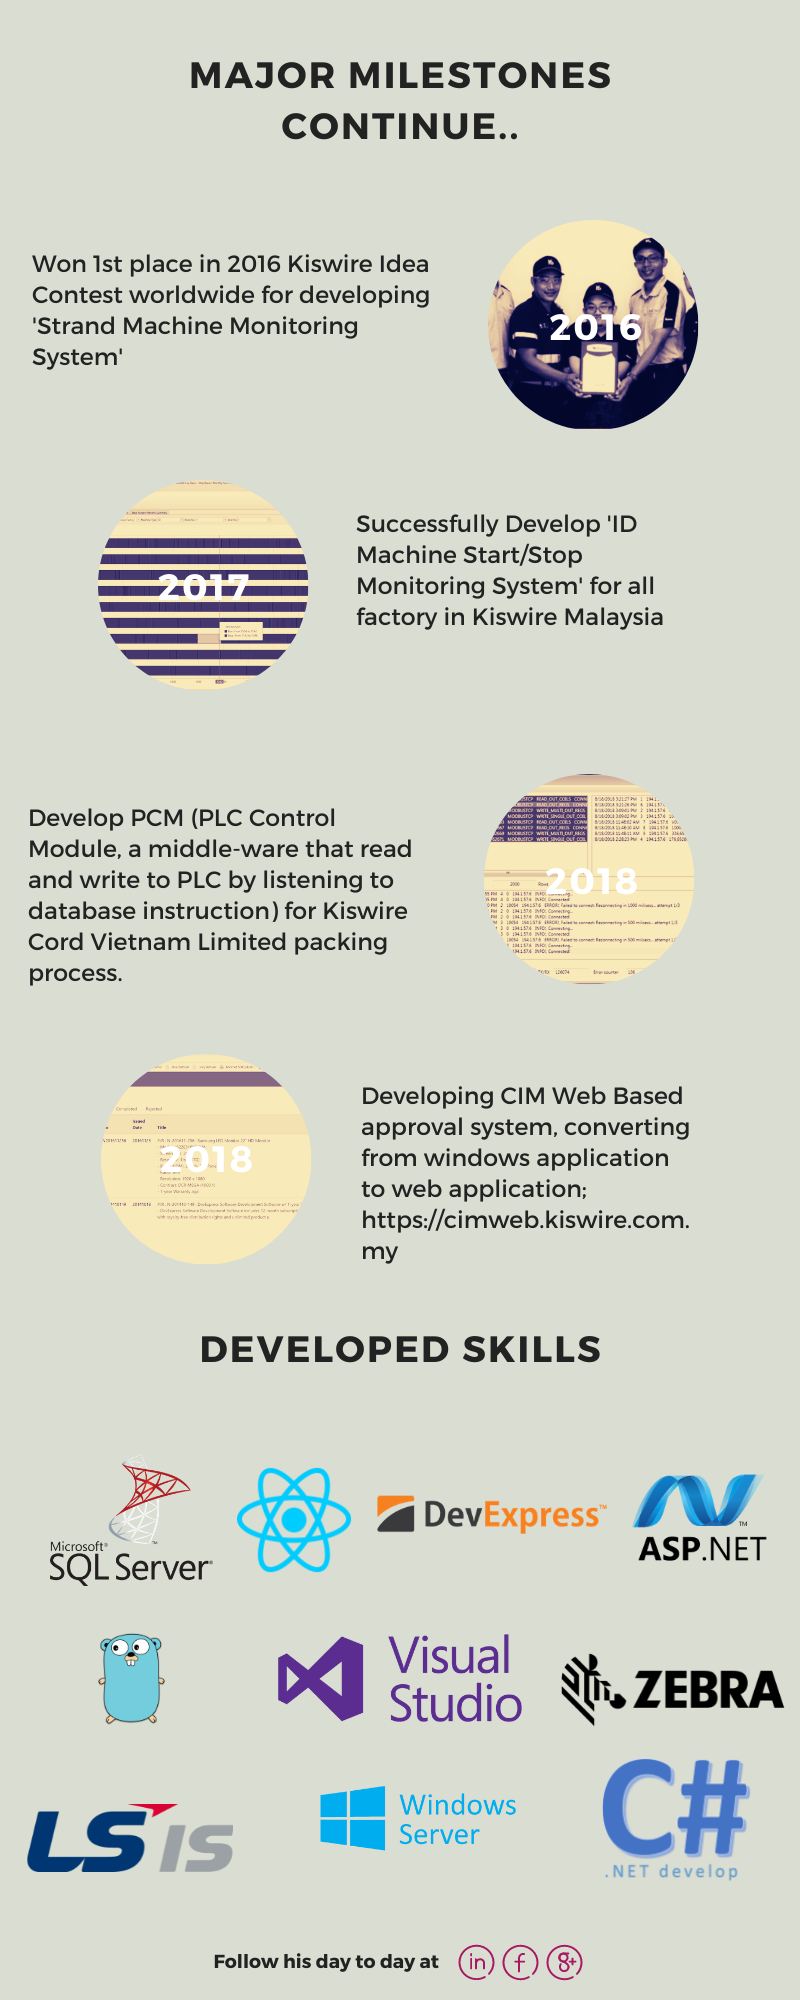 MAJOR MILESTONES
CONTINUE..
Won 1st place in 2016 Kiswire Idea
Contest worldwide for developing
'Strand Machine Monitoring
System'
2016
2017
Successfully Develop 'ID
Machine Start/Stop
Monitoring System' for all
factory in Kiswire Malaysia
Develop PCM (PLC Control
Module, a middle-ware that read
and write to PLC by listening to
database instruction) for Kiswire
Cord Vietnam Limited packing
process.
2018
2018
Developing CIM Web Based
approval system, converting
from windows application
to web application;
https://cimweb.kiswire.com.
my
DEVELOPED SKILLS
Microsoft®
SQL Server®
DevExpress™
ASP.NET™
Visual
Studio
ZEBRA
LS IS
Windows
Server
C#
.NET develop
Follow his day to day at in f g+